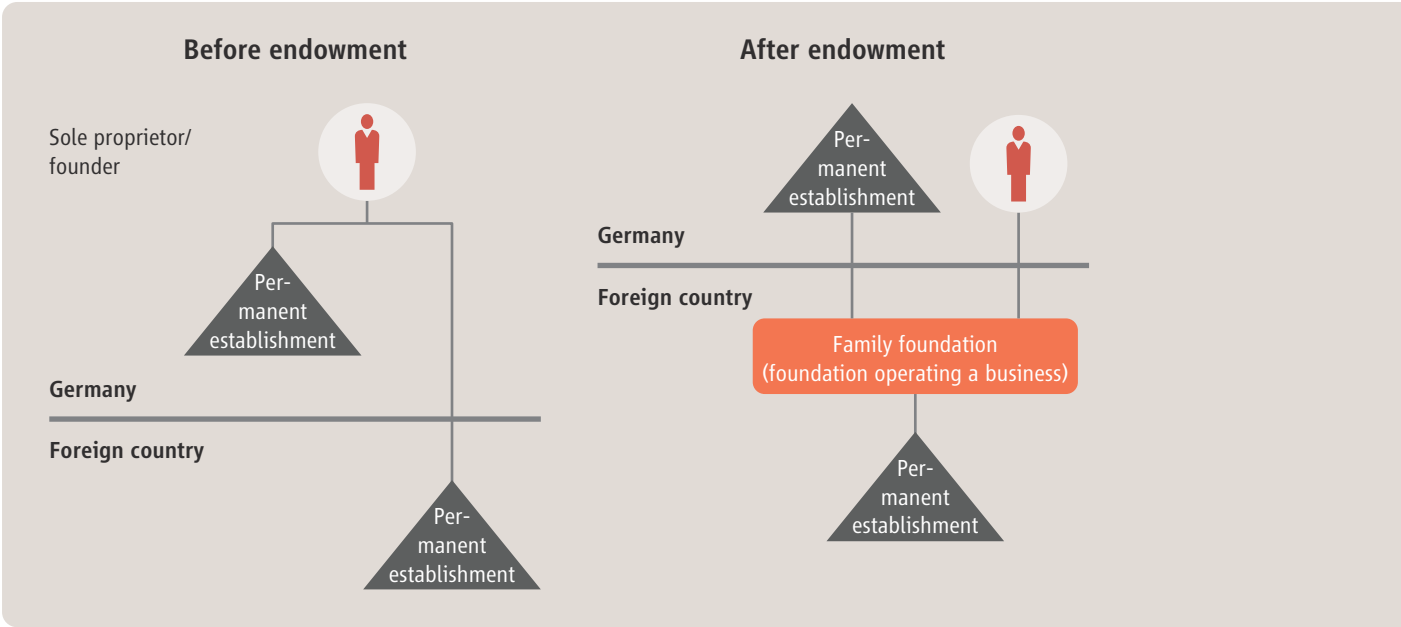 Before endowment
Sole proprietor/
founder
Per-
manent
establishment
Germany
Foreign country
Per-
manent
establishment
After endowment
Per-
manent
establishment
Germany
Foreign country
Family foundation
(foundation operating a business)
Per-
manent
establishment